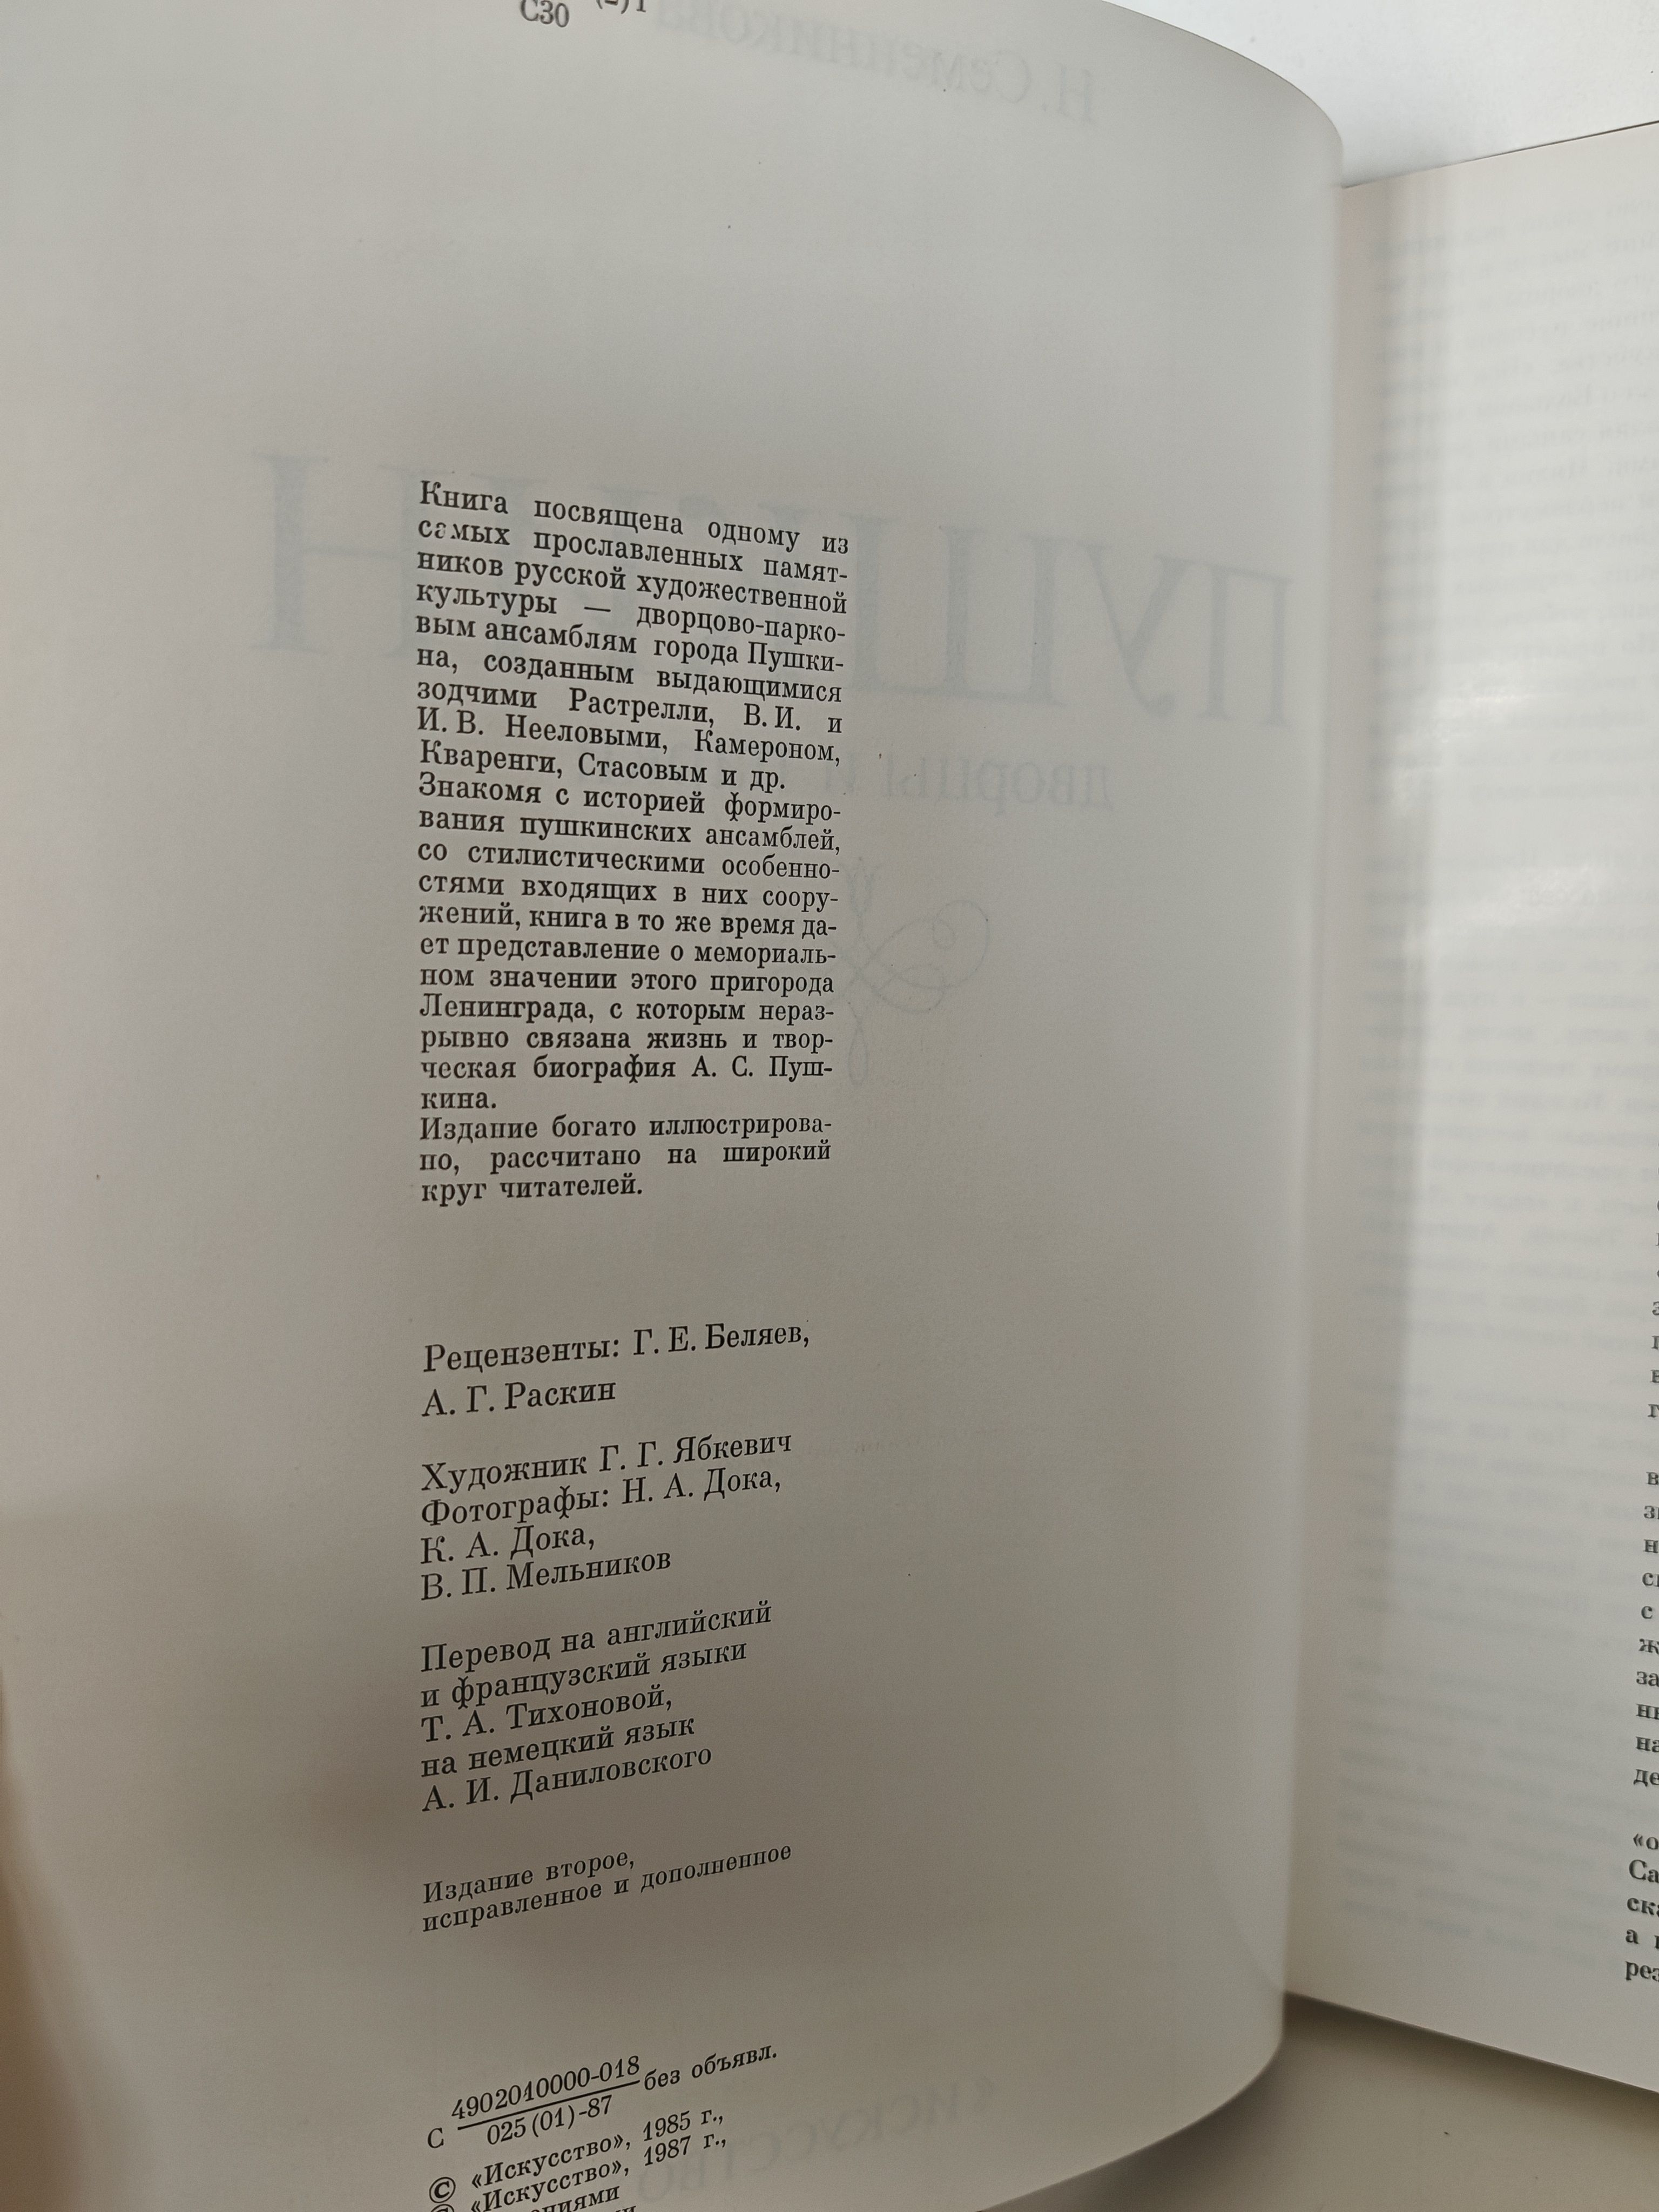 С30
Книга посвящена одному из
самых прославленных памят-
ников русской художественной
культуры — дворцово-парко-
вым ансамблям города Пушки-
на, созданным выдающимися
зодчими Растрелли, В. И. и
И. В. Нееловыми, Камероном,
Кваренги, Стасовым и др.
Знакомя с историей формиро-
вания пушкинских ансамблей,
со стилистическими особенно-
стями входящих в них соору-
жений, книга в то же время да-
ет представление о мемориаль-
ном значении этого пригорода
Ленинграда, с которым нераз-
рывно связана жизнь и твор-
ческая биография А. С. Пуш-
кина.
Издание богато иллюстрирова-
но, рассчитано на широкий
круг читателей.
Рецензенты: Г. Е. Беляев,
А. Г. Раскин
Художник Г. Г. Ябкевич
Фотографы: Н. А. Дока,
К. А. Дока,
В. П. Мельников
Перевод на английский
и французский языки
Т. А. Тихоновой,
на немецкий язык
А. И. Даниловского
Издание второе,
исправленное и дополненное
С 4902010000-018 без объявл.
025(01)-87
© «Искусство», 1985 г.,
© «Искусство», 1987 г.,